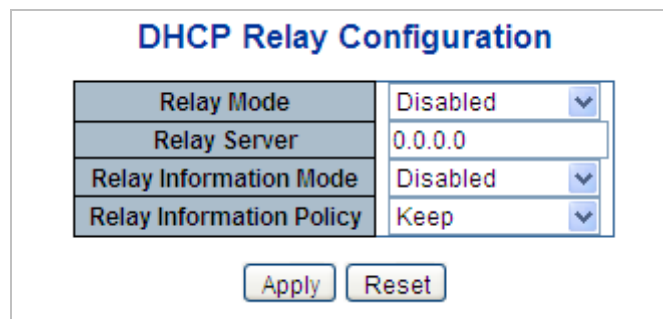 DHCP Relay Configuration
Relay Mode Disabled
Relay Server 0.0.0.0
Relay Information Mode Disabled
Relay Information Policy Keep
Apply Reset